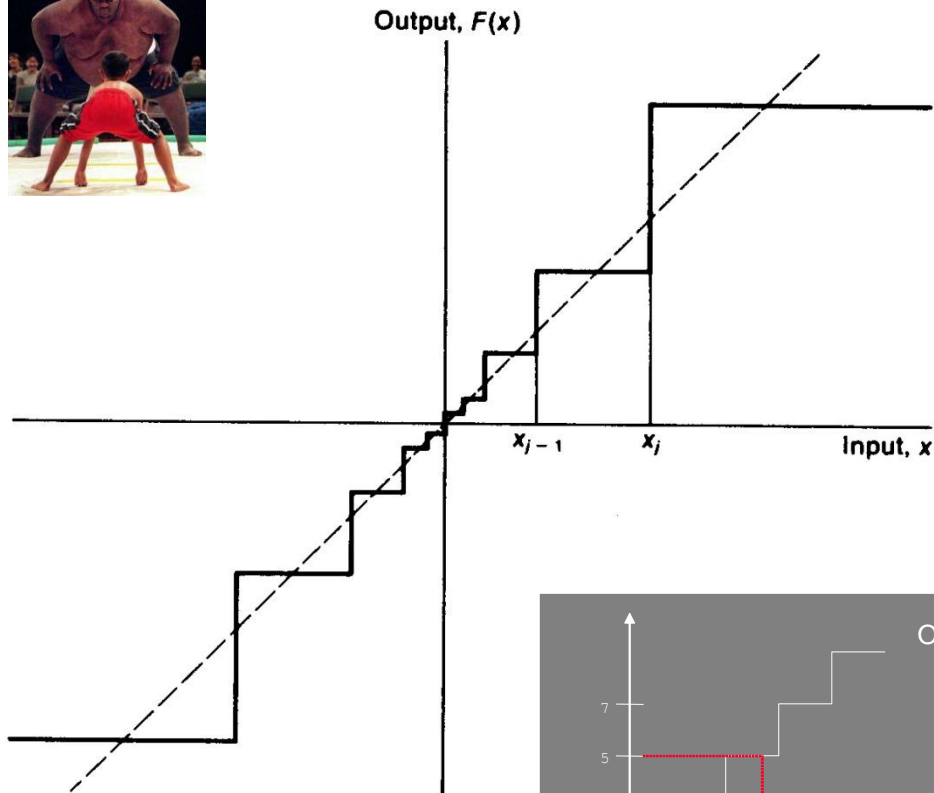 Output, F(x)
x_{j-1}
x_j
Input, x
O
7
5